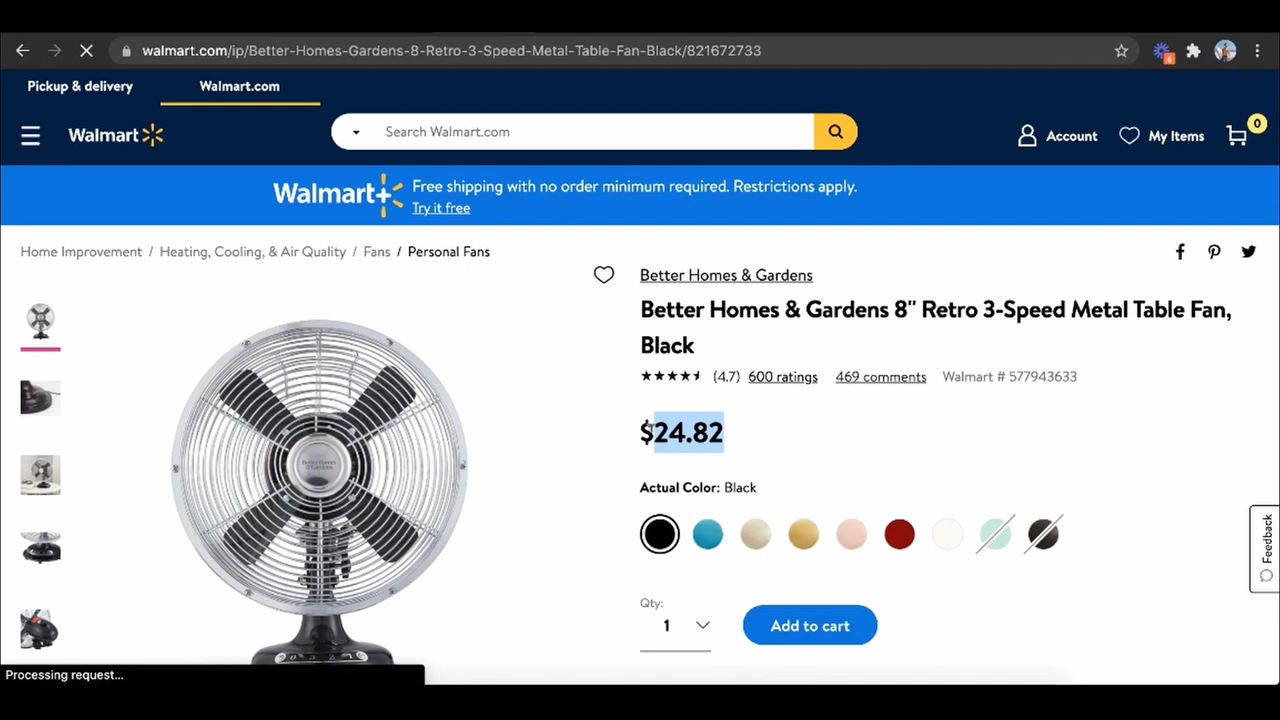 walmart.com/ip/Better-Homes-Gardens-8-Retro-3-Speed-Metal-Table-Fan-Black/821672733
4
Pickup & delivery
Walmart.com
Walmart
Search Walmart.com
Account
My Items
0
Walmart+
Free shipping with no order minimum required. Restrictions apply.
Try it free
Home Improvement / Heating, Cooling, & Air Quality / Fans / Personal Fans
Better Homes & Gardens
Better Homes & Gardens 8" Retro 3-Speed Metal Table Fan,
Black
(4.7) 600 ratings 469 comments Walmart # 577943633
$24.82
Actual Color: Black
Qty:
1
Add to cart
Feedback
Better Homes
& Gardens
Processing request...